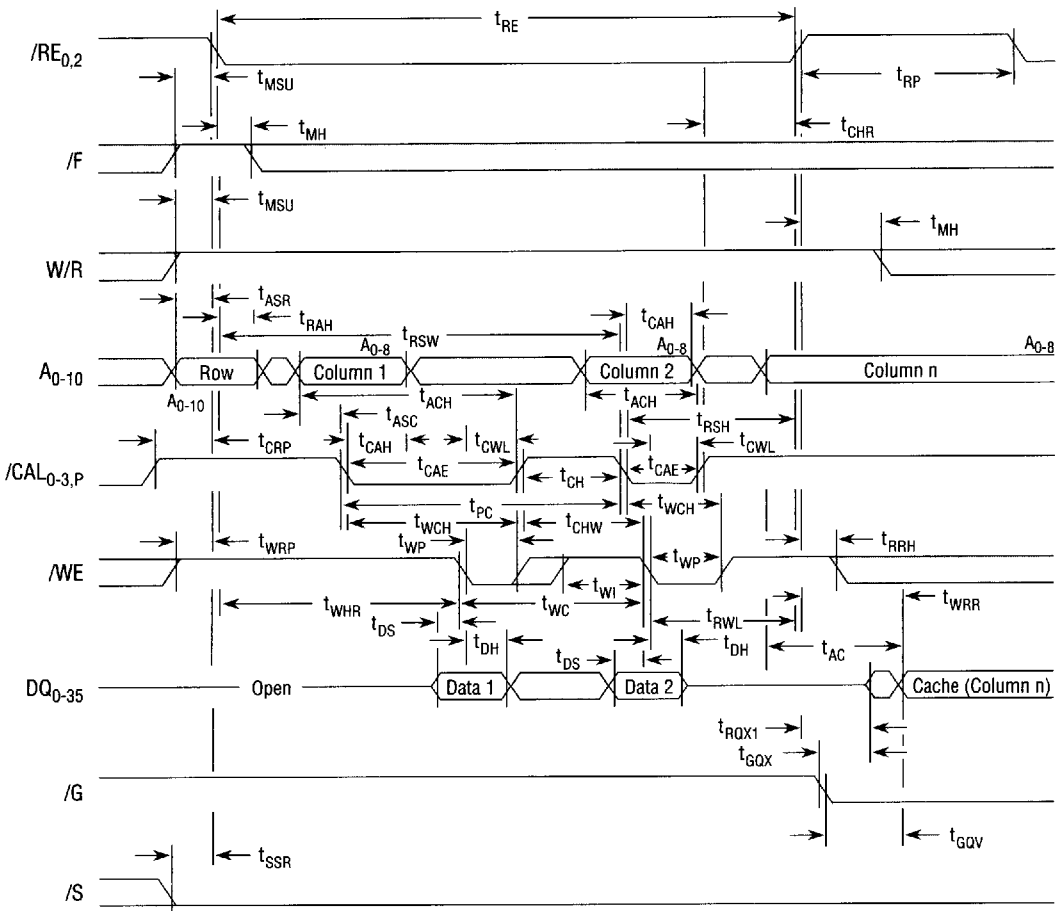 tRE
/RE0,2
tMSU
tRP
tMH
tCHR
/F
tMSU
tMH
W/R
tASR
tRAH
tRSW
tCAH
A0-8
A0-8
A0-8
A0-10
Row
Column 1
Column 2
Column n
A0-10
tACH
tACH
tASC
tRSH
tCRP
tCAH
tCWL
tCWL
/CAL0-3,P
tCAE
tCH
tCAE
tPC
tWCH
tWCH
tCHW
tWRP
tWP
tRRH
/WE
tWP
tWI
tWHR
tWC
tWRR
tDS
tRWL
tDH
tDH
tAC
tDS
DQ0-35
Open
Data 1
Data 2
Cache (Column n)
tRQX1
tGQX
/G
tGQV
tSSR
/S